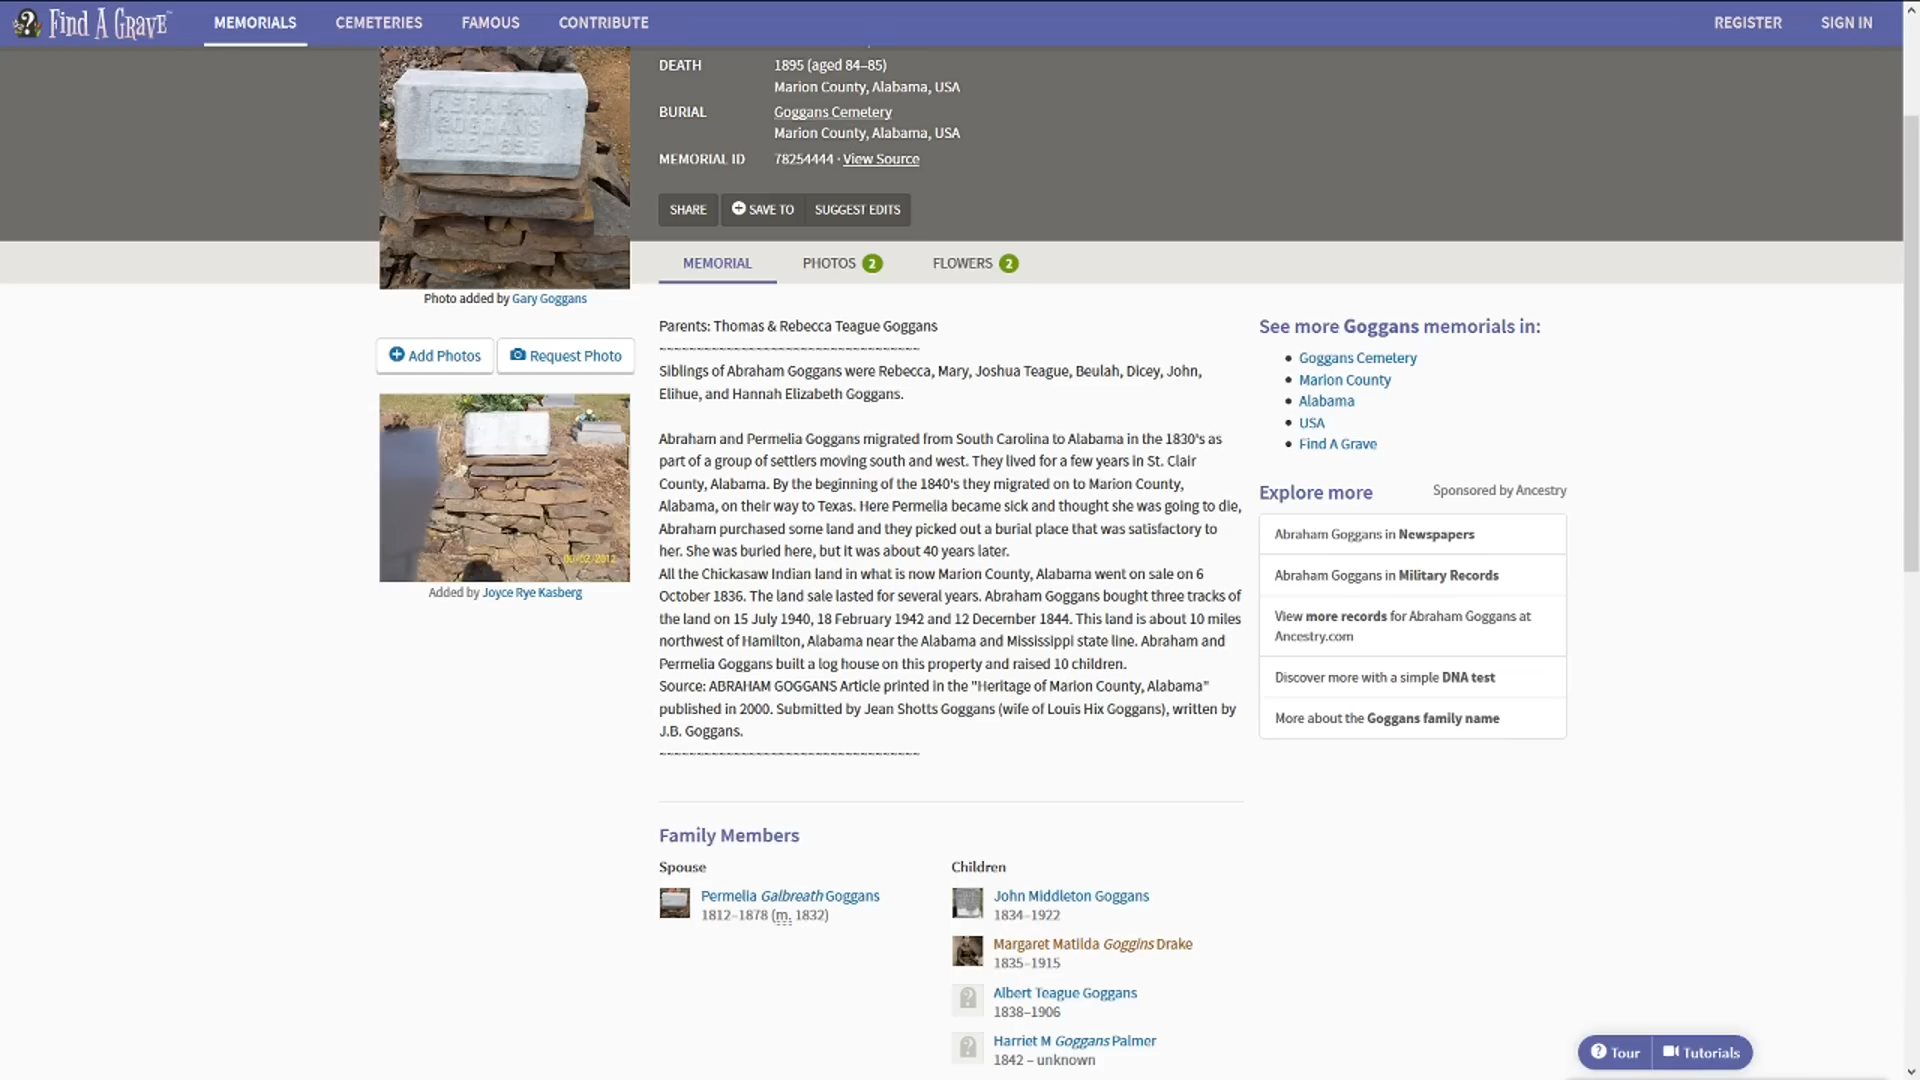 Find A Grave
MEMORIALS
CEMETERIES
FAMOUS
CONTRIBUTE
REGISTER
SIGN IN
DEATH
1895 (aged 84–85)
Marion County, Alabama, USA
BURIAL
Goggans Cemetery
Marion County, Alabama, USA
MEMORIAL ID
78254444 · View Source
SHARE
SAVE TO
SUGGEST EDITS
ABRAHAM
GOGGANS
1810-1895
Photo added by Gary Goggans
Add Photos
Request Photo
06/02/2012
Added by Joyce Rye Kasberg
MEMORIAL
PHOTOS 2
FLOWERS 2
Parents: Thomas & Rebecca Teague Goggans
~~~~~~~~~~~~~~~~~~~~~~~~~~~~~~~~~~~
Siblings of Abraham Goggans were Rebecca, Mary, Joshua Teague, Beulah, Dicey, John,
Elihue, and Hannah Elizabeth Goggans.
Abraham and Permelia Goggans migrated from South Carolina to Alabama in the 1830's as
part of a group of settlers moving south and west. They lived for a few years in St. Clair
County, Alabama. By the beginning of the 1840's they migrated on to Marion County,
Alabama, on their way to Texas. Here Permelia became sick and thought she was going to die,
Abraham purchased some land and they picked out a burial place that was satisfactory to
her. She was buried here, but it was about 40 years later.
All the Chickasaw Indian land in what is now Marion County, Alabama went on sale on 6
October 1836. The land sale lasted for several years. Abraham Goggans bought three tracks of
the land on 15 July 1940, 18 February 1942 and 12 December 1844. This land is about 10 miles
northwest of Hamilton, Alabama near the Alabama and Mississippi state line. Abraham and
Permelia Goggans built a log house on this property and raised 10 children.
Source: ABRAHAM GOGGANS Article printed in the "Heritage of Marion County, Alabama"
published in 2000. Submitted by Jean Shotts Goggans (wife of Louis Hix Goggans), written by
J.B. Goggans.
~~~~~~~~~~~~~~~~~~~~~~~~~~~~~~~~~~~
See more Goggans memorials in:
Goggans Cemetery
Marion County
Alabama
USA
Find A Grave
Explore more
Sponsored by Ancestry
Abraham Goggans in Newspapers
Abraham Goggans in Military Records
View more records for Abraham Goggans at
Ancestry.com
Discover more with a simple DNA test
More about the Goggans family name
Family Members
Spouse
Permelia Galbreath Goggans
1812–1878 (m. 1832)
Children
John Middleton Goggans
1834–1922
Margaret Matilda Goggins Drake
1835–1915
Albert Teague Goggans
1838–1906
Harriet M Goggans Palmer
1842 – unknown
Tour
Tutorials